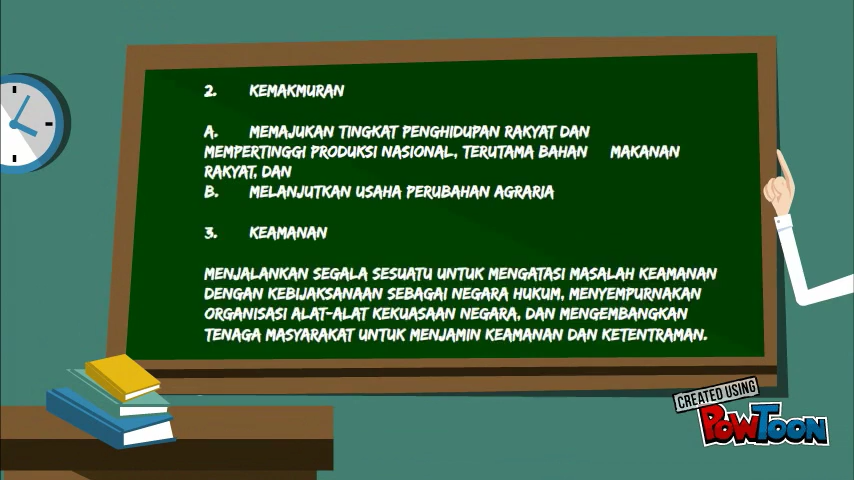 2. KEMAKMURAN
A. MEMAJUKAN TINGKAT PENGHIDUPAN RAKYAT DAN
MEMPERTINGGI PRODUKSI NASIONAL, TERUTAMA BAHAN MAKANAN
RAKYAT, DAN
B. MELANJUTKAN USAHA PERUBAHAN AGRARIA
3. KEAMANAN
MENJALANKAN SEGALA SESUATU UNTUK MENGATASI MASALAH KEAMANAN
DENGAN KEBIJAKSANAAN SEBAGAI NEGARA HUKUM, MENYEMPURNAKAN
ORGANISASI ALAT-ALAT KEKUASAAN NEGARA, DAN MENGEMBANGKAN
TENAGA MASYARAKAT UNTUK MENJAMIN KEAMANAN DAN KETENTRAMAN.
CREATED USING
POWTOON